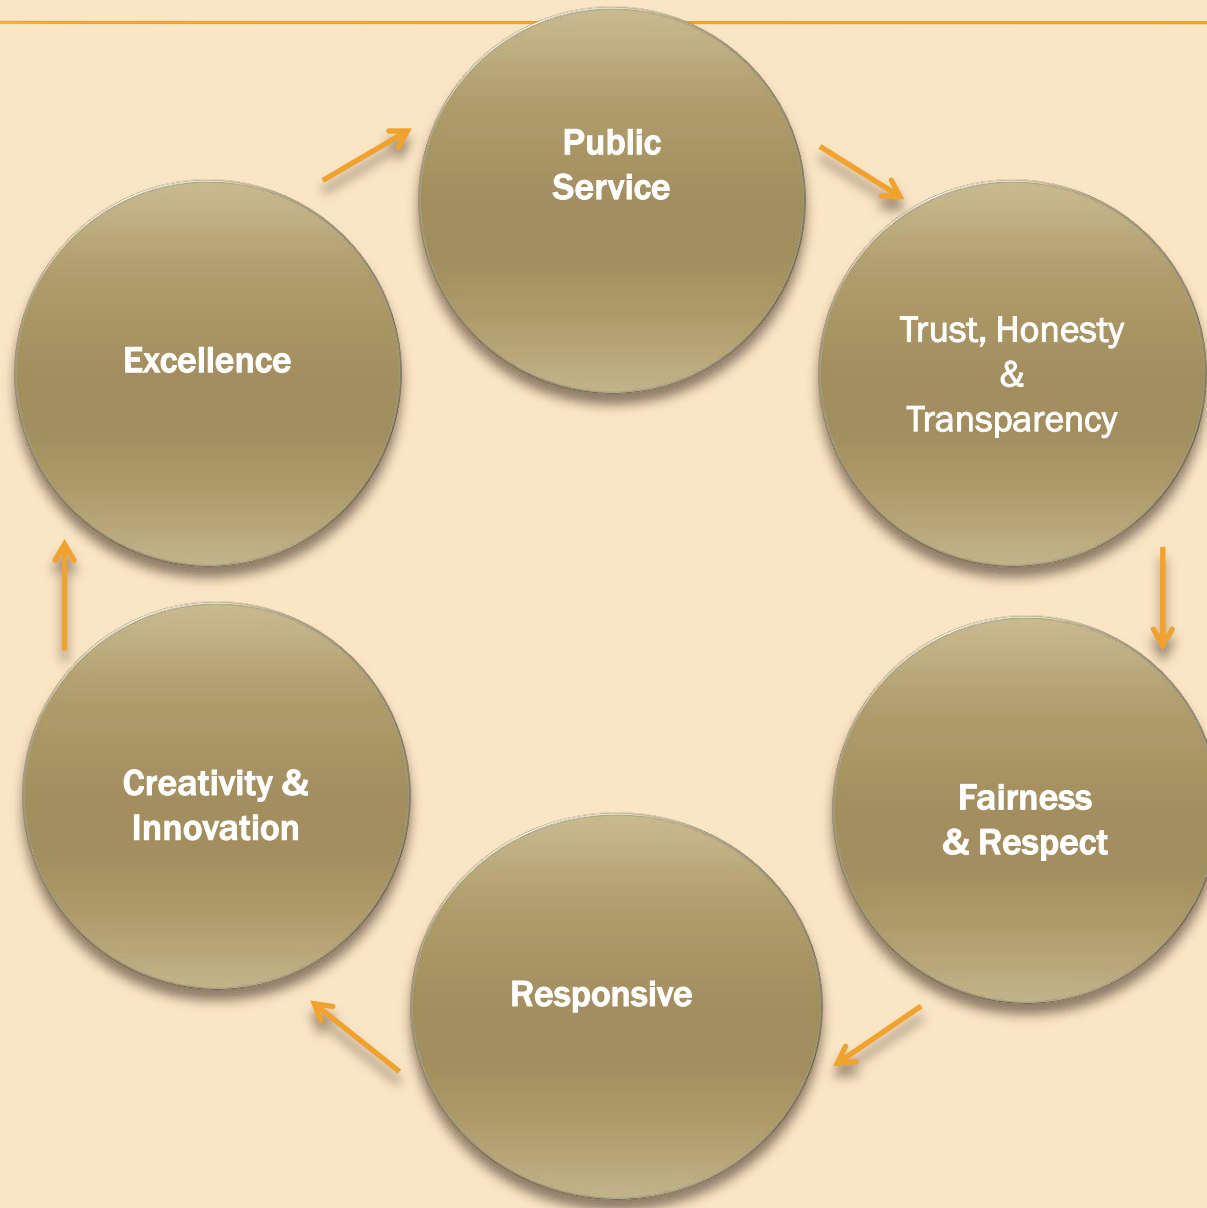 Public
Service
Trust, Honesty
&
Transparency
Fairness
& Respect
Responsive
Creativity &
Innovation
Excellence